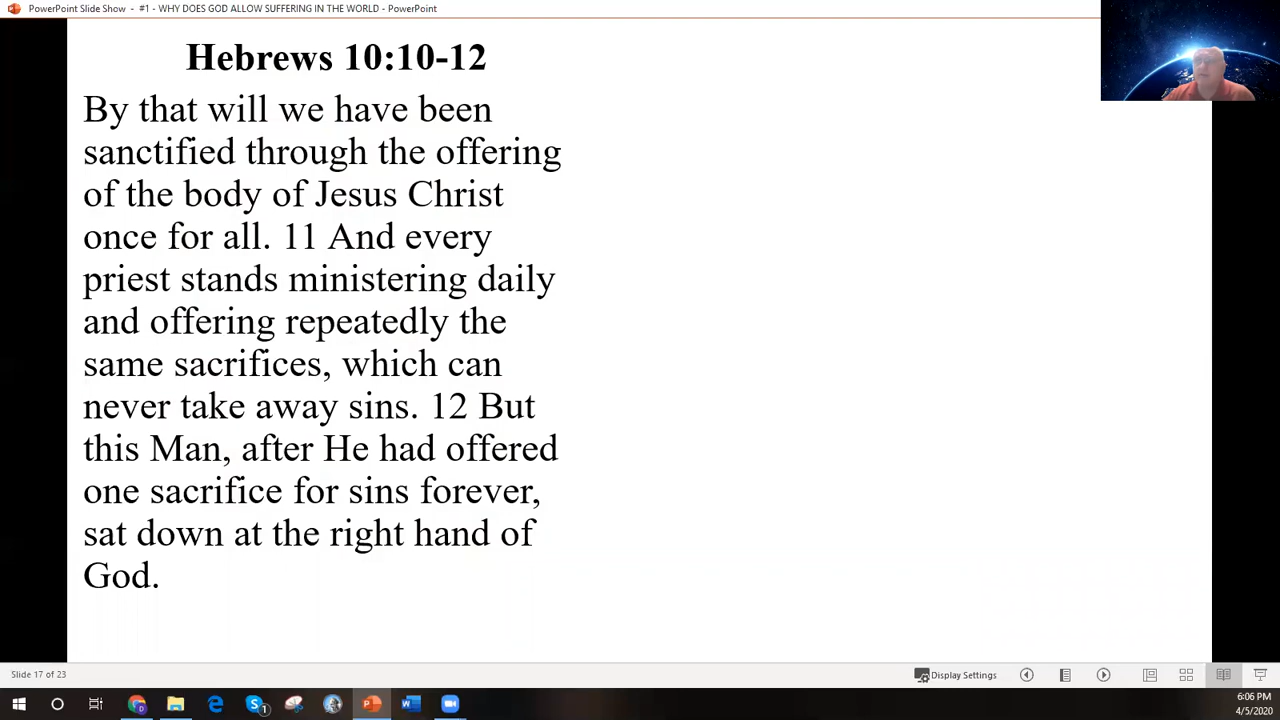 PowerPoint Slide Show - #1 - WHY DOES GOD ALLOW SUFFERING IN THE WORLD - PowerPoint
Hebrews 10:10-12
By that will we have been
sanctified through the offering
of the body of Jesus Christ
once for all. 11 And every
priest stands ministering daily
and offering repeatedly the
same sacrifices, which can
never take away sins. 12 But
this Man, after He had offered
one sacrifice for sins forever,
sat down at the right hand of
God.
Slide 17 of 23
Display Settings
6:06 PM
4/5/2020